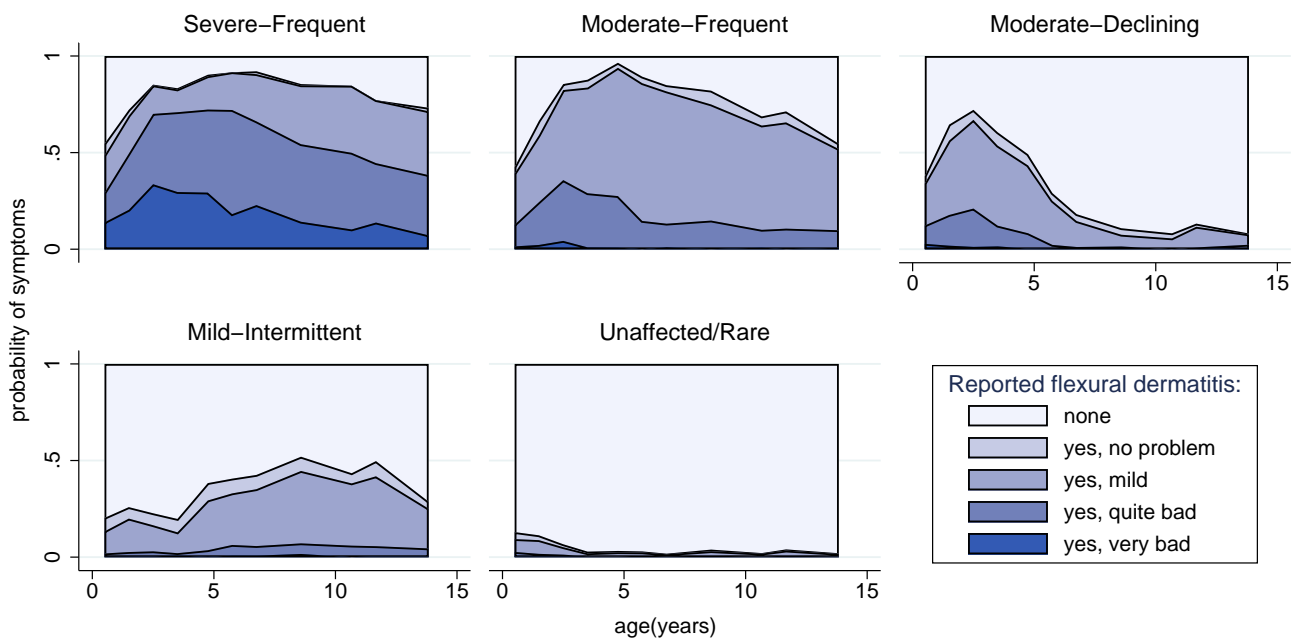 Severe−Frequent
Moderate−Frequent
Moderate−Declining
1
.5
0
0 5 10 15
probability of symptoms
Mild−Intermittent
Unaffected/Rare
1
.5
0
0 5 10 15
0 5 10 15
age(years)
Reported flexural dermatitis:
none
yes, no problem
yes, mild
yes, quite bad
yes, very bad